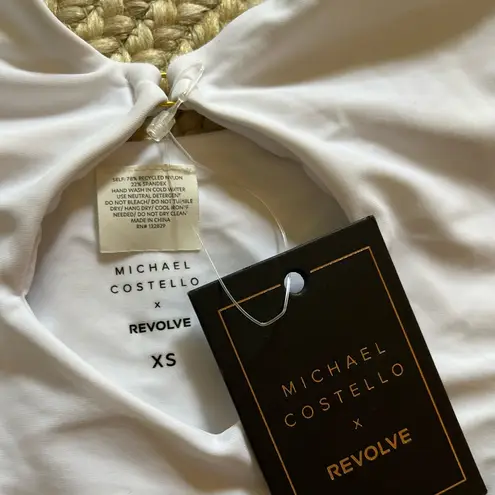 SELF: 78% RECYCLED NYLON
22% SPANDEX
HAND WASH IN COLD WATER
USE NEUTRAL DETERGENT
DO NOT BLEACH/ DO NOT TUMBLE
DRY/ HANG DRY/ COOL IRON IF
NEEDED/ DO NOT DRY CLEAN
MADE IN CHINA
RN# 132829
MICHAEL
COSTELLO
x
REVOLVE
XS
MICHAEL
COSTELLO
x
REVOLVE